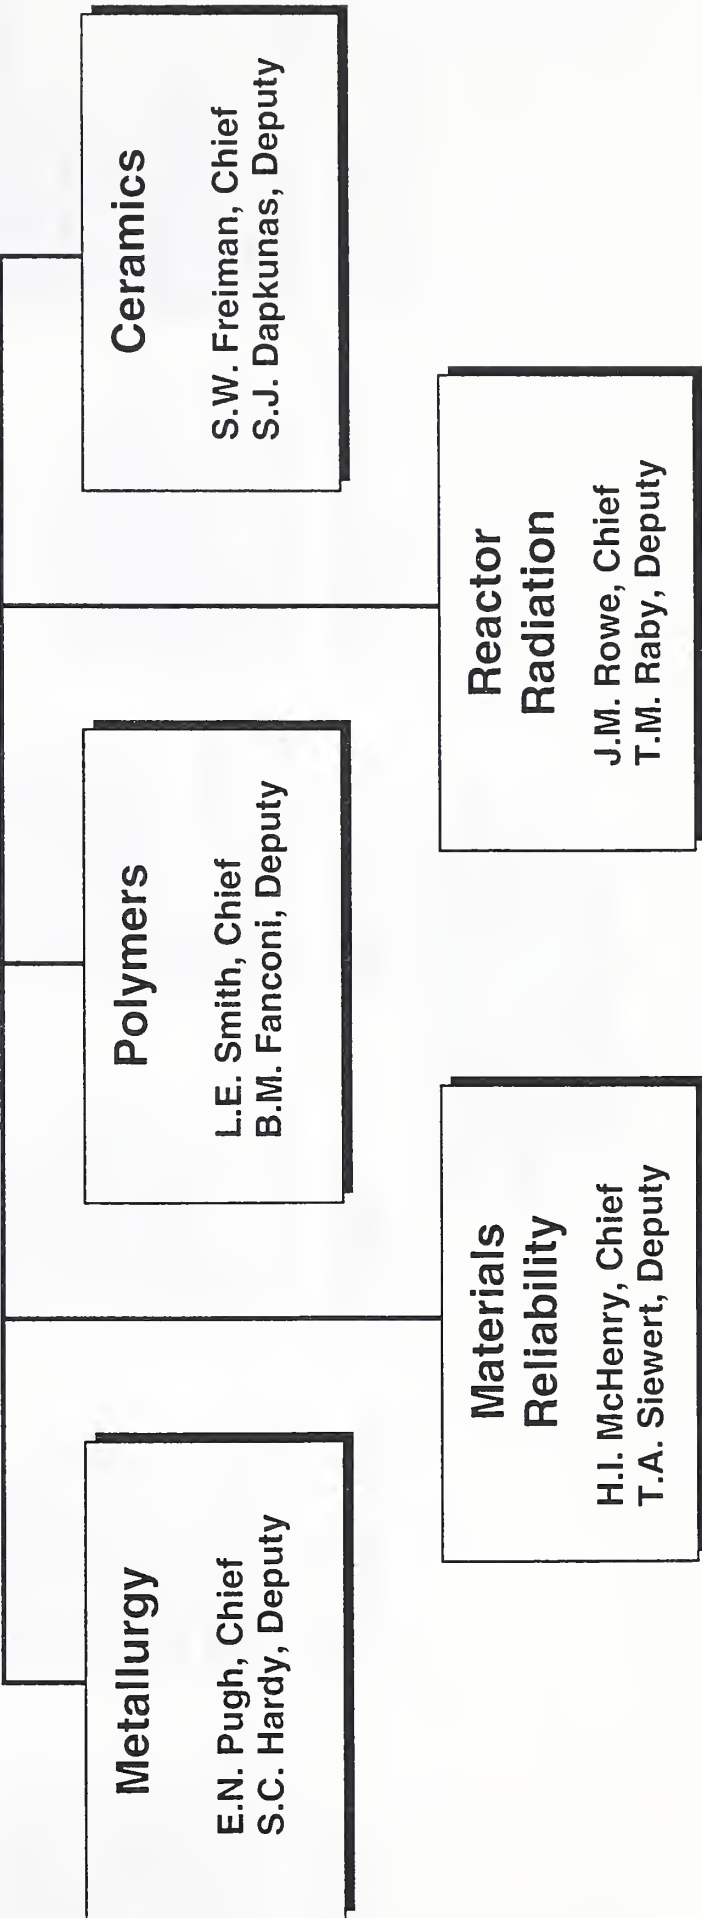 Metallurgy
E.N. Pugh, Chief
S.C. Hardy, Deputy
Polymers
L.E. Smith, Chief
B.M. Fanconi, Deputy
Ceramics
S.W. Freiman, Chief
S.J. Dapkunas, Deputy
Materials
Reliability
H.I. McHenry, Chief
T.A. Siewert, Deputy
Reactor
Radiation
J.M. Rowe, Chief
T.M. Raby, Deputy